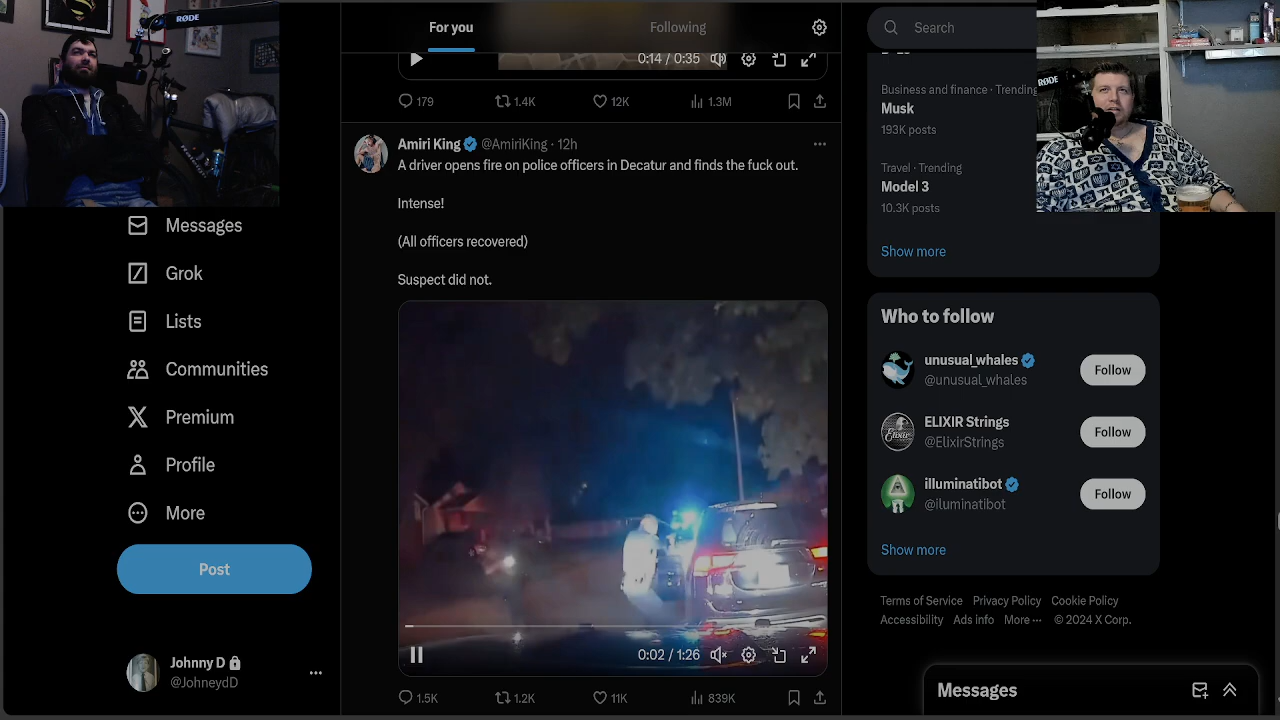 RØDE
For you
Following
Search
0:14 / 0:35
179
1.4K
12K
1.3M
Business and finance · Trending
Musk
193K posts
RØDE
Amiri King @AmiriKing · 12h
A driver opens fire on police officers in Decatur and finds the fuck out.
Intense!
(All officers recovered)
Suspect did not.
Travel · Trending
Model 3
10.3K posts
Show more
Messages
Grok
Lists
Communities
Premium
Profile
More
Post
Johnny D
@JohneydD
0:02 / 1:26
1.5K
1.2K
11K
839K
Who to follow
unusual_whales
@unusual_whales
Follow
ELIXIR Strings
@ElixirStrings
Follow
illuminatibot
@iluminatibot
Follow
Show more
Terms of Service Privacy Policy Cookie Policy
Accessibility Ads info More ··· © 2024 X Corp.
Messages